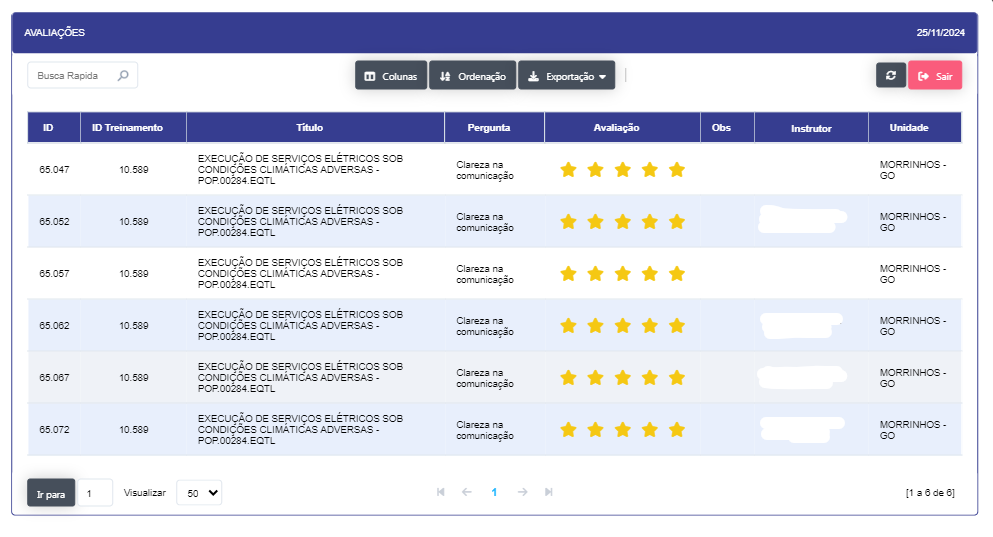 AVALIAÇÕES 25/11/2024
Busca Rapida Colunas Ordenação Exportação Sair
ID ID Treinamento Título Pergunta Avaliação Obs Instrutor Unidade
EXECUÇÃO DE SERVIÇOS ELÉTRICOS SOB
65.047 10.589 CONDIÇÕES CLIMÁTICAS ADVERSAS - Clareza na comunicação MORRINHOS - GO
POP.00284.EQTL
EXECUÇÃO DE SERVIÇOS ELÉTRICOS SOB
65.052 10.589 CONDIÇÕES CLIMÁTICAS ADVERSAS - Clareza na comunicação MORRINHOS - GO
POP.00284.EQTL
EXECUÇÃO DE SERVIÇOS ELÉTRICOS SOB
65.057 10.589 CONDIÇÕES CLIMÁTICAS ADVERSAS - Clareza na comunicação MORRINHOS - GO
POP.00284.EQTL
EXECUÇÃO DE SERVIÇOS ELÉTRICOS SOB
65.062 10.589 CONDIÇÕES CLIMÁTICAS ADVERSAS - Clareza na comunicação MORRINHOS - GO
POP.00284.EQTL
EXECUÇÃO DE SERVIÇOS ELÉTRICOS SOB
65.067 10.589 CONDIÇÕES CLIMÁTICAS ADVERSAS - Clareza na comunicação MORRINHOS - GO
POP.00284.EQTL
EXECUÇÃO DE SERVIÇOS ELÉTRICOS SOB
65.072 10.589 CONDIÇÕES CLIMÁTICAS ADVERSAS - Clareza na comunicação MORRINHOS - GO
POP.00284.EQTL
Ir para 1 Visualizar 50 1 [1 a 6 de 6]